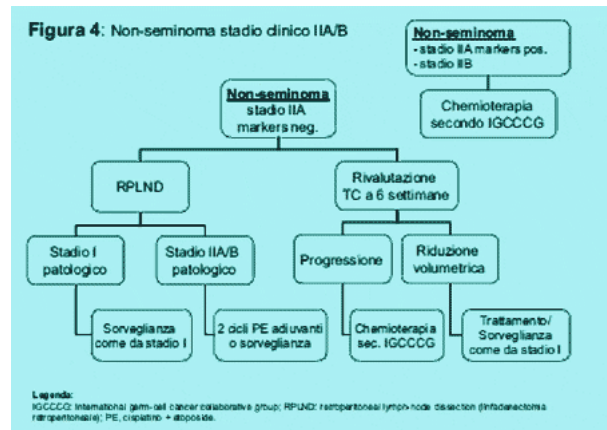 Figura 4: Non-seminoma stadio clinico IIA/B
Non-seminoma
- stadio IIA markers pos.
- stadio IIB
Chemioterapia
secondo IGCCCG
Non-seminoma
stadio IIA
markers neg.
RPLND
Rivalutazione
TC a 6 settimane
Stadio I
patologico
Stadio IIA/B
patologico
Progressione
Riduzione
volumetrica
Sorveglianza
come da stadio I
2 cicli PE adiuvanti
o sorveglianza
Chemioterapia
sec. IGCCCG
Trattamento/
Sorveglianza
come da stadio I
Legenda:
IGCCCG: International germ-cell cancer collaborative group; RPLND: retroperitoneal lymph-node dissection (linfadenectomia
retroperitoneale); PE, cisplatino + etoposide.